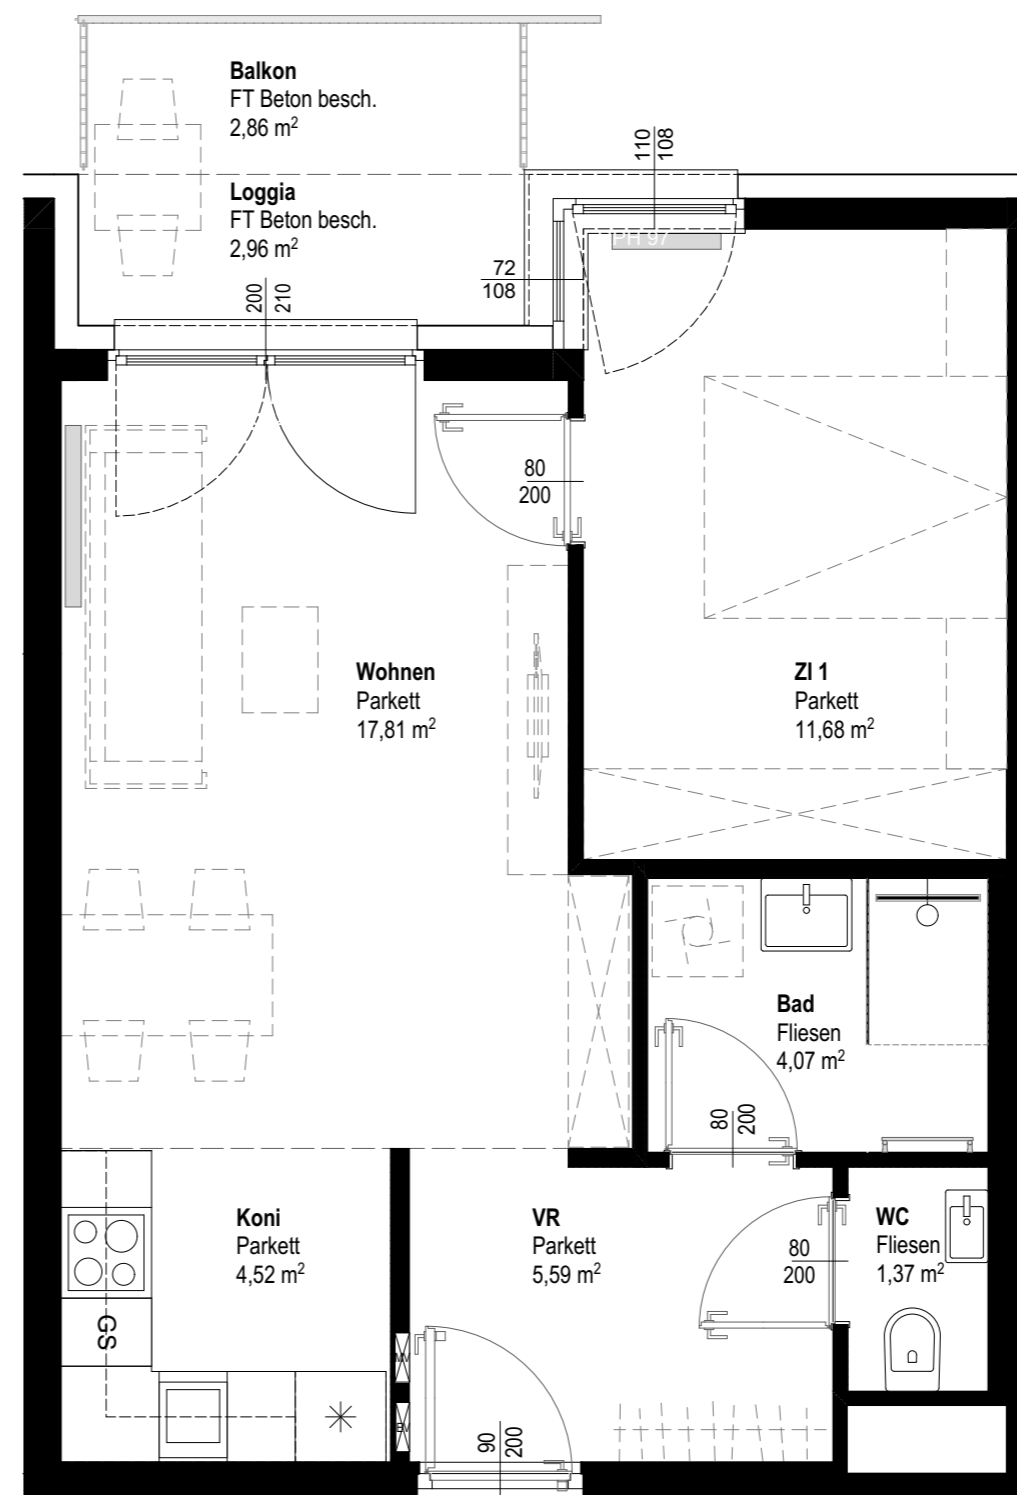 Balkon
FT Beton besch.
2,86 m²
110
108
Loggia
FT Beton besch.
2,96 m²
PH 97
72
108
200
210
80
200
Wohnen
Parkett
17,81 m²
ZI 1
Parkett
11,68 m²
Bad
Fliesen
4,07 m²
80
200
Koni
Parkett
4,52 m²
VR
Parkett
5,59 m²
80
200
WC
Fliesen
1,37 m²
GS
90
200